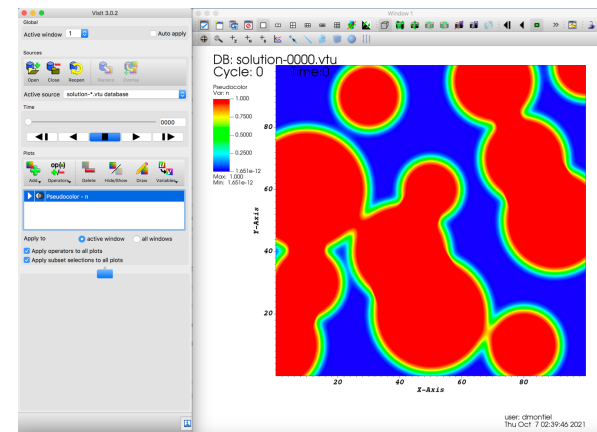 VisIt 3.0.2
Global
Active window 1
Auto apply
Sources
Open Close Reopen Replace Overlay
Active source solution-*.vtu database
Time
0000
Plots
op(●)
Add Operators Delete Hide/Show Draw Variables
Pseudocolor - n
Apply to active window all windows
Apply operators to all plots
Apply subset selections to all plots
Window 1
DB: solution-0000.vtu
Cycle: 0 Time:0
Pseudocolor
Var: n
1.000
0.7500
0.5000
0.2500
1.651e-12
Max: 1.000
Min: 1.651e-12
80
60
40
20
Y-Axis
20 40 60 80
X-Axis
user: dmontiel
Thu Oct 7 02:39:46 2021